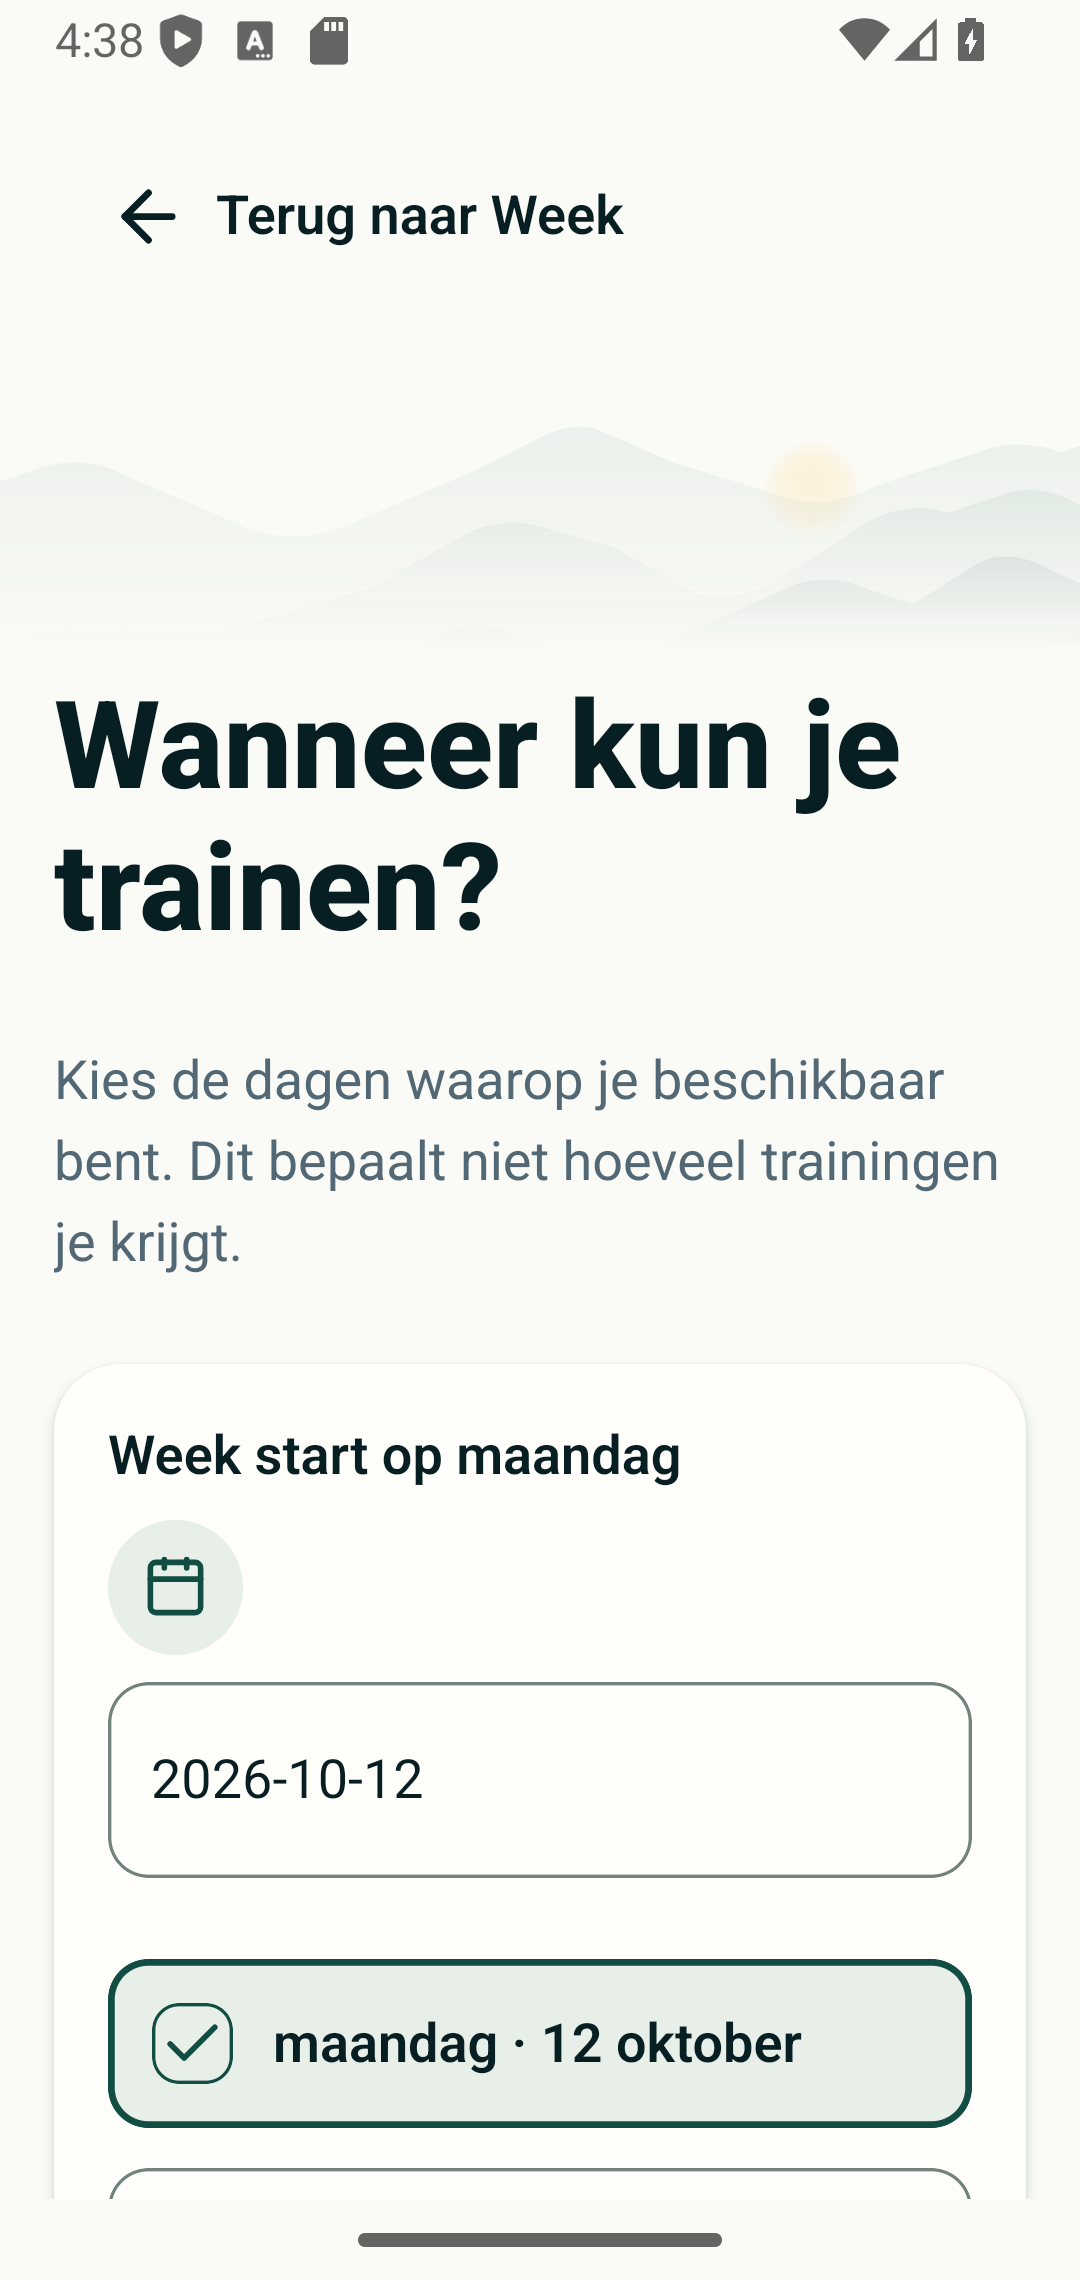 4:38
Terug naar Week
Wanneer kun je
trainen?
Kies de dagen waarop je beschikbaar
bent. Dit bepaalt niet hoeveel trainingen
je krijgt.
Week start op maandag
2026-10-12
maandag · 12 oktober